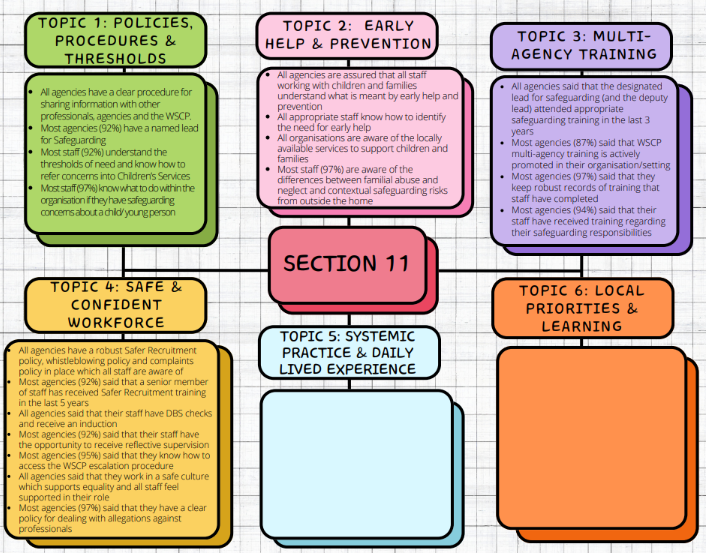 TOPIC 1: POLICIES,
PROCEDURES &
THRESHOLDS
All agencies have a clear procedure for
sharing information with other
professionals, agencies and the WSCP.
Most agencies (92%) have a named lead
for Safeguarding
Most staff (92%) understand the
thresholds of need and know how to
refer concerns into Children's Services
Most staff (97%) know what to do within the
organisation if they have safeguarding
concerns about a child/ young person
TOPIC 2: EARLY
HELP & PREVENTION
All agencies are assured that all staff
working with children and families
understand what is meant by early help and
prevention
All appropriate staff know how to identify
the need for early help
All organisations are aware of the locally
available services to support children and
families
Most staff (97%) are aware of the
differences between familial abuse and
neglect and contextual safeguarding risks
from outside the home
TOPIC 3: MULTI-
AGENCY TRAINING
All agencies said that the designated
lead for safeguarding (and the deputy
lead) attended appropriate
safeguarding training in the last 3
years
Most agencies (87%) said that WSCP
multi-agency training is actively
promoted in their organisation/setting
Most agencies (97%) said that they
keep robust records of training that
staff have completed
Most agencies (94%) said that their
staff have received training regarding
their safeguarding responsibilities
SECTION 11
TOPIC 4: SAFE &
CONFIDENT
WORKFORCE
All agencies have a robust Safer Recruitment
policy, whistleblowing policy and complaints
policy in place which all staff are aware of
Most agencies (92%) said that a senior member
of staff has received Safer Recruitment training
in the last 5 years
All agencies said that their staff have DBS checks
and receive an induction
Most agencies (92%) said that their staff have
the opportunity to receive reflective supervision
Most agencies (95%) said that they know how to
access the WSCP escalation procedure
All agencies said that they work in a safe culture
which supports equality and all staff feel
supported in their role
Most agencies (97%) said that they have a clear
policy for dealing with allegations against
professionals
TOPIC 5: SYSTEMIC
PRACTICE & DAILY
LIVED EXPERIENCE
TOPIC 6: LOCAL
PRIORITIES &
LEARNING